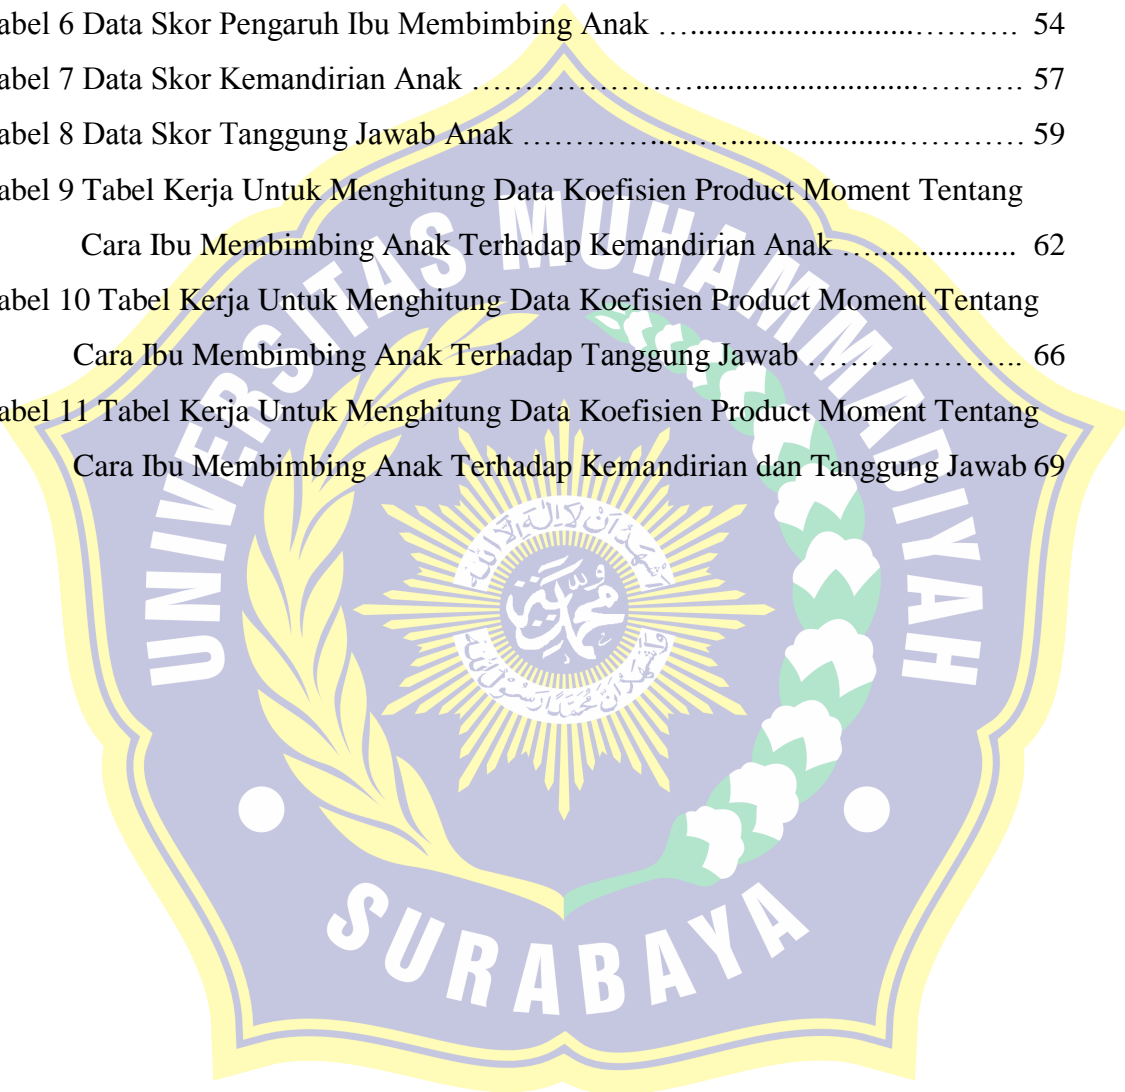 abel 6 Data Skor Pengaruh Ibu Membimbing Anak …............................………. 54
abel 7 Data Skor Kemandirian Anak …………………...........................………. 57
abel 8 Data Skor Tanggung Jawab Anak …………......….....................………… 59
abel 9 Tabel Kerja Untuk Menghitung Data Koefisien Product Moment Tentang
Cara Ibu Membimbing Anak Terhadap Kemandirian Anak ….................. 62
abel 10 Tabel Kerja Untuk Menghitung Data Koefisien Product Moment Tentang
Cara Ibu Membimbing Anak Terhadap Tanggung Jawab ………………….. 66
abel 11 Tabel Kerja Untuk Menghitung Data Koefisien Product Moment Tentang
Cara Ibu Membimbing Anak Terhadap Kemandirian dan Tanggung Jawab 69
UNIVERSITAS MUHAMMADIYAH
SURABAYA
محمد